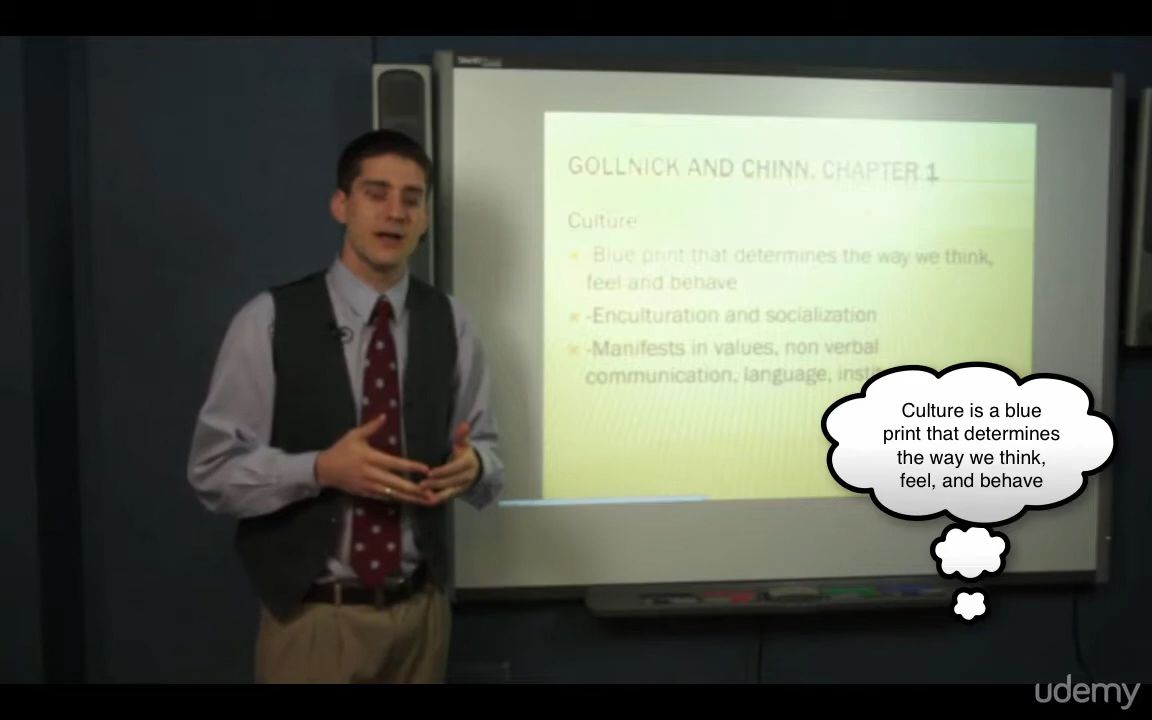 GOLLNICK AND CHINN, CHAPTER 1
Culture
Blue print that determines the way we think,
feel and behave
-Enculturation and socialization
-Manifests in values, non verbal
communication, language,
Culture is a blue
print that determines
the way we think,
feel, and behave
udemy